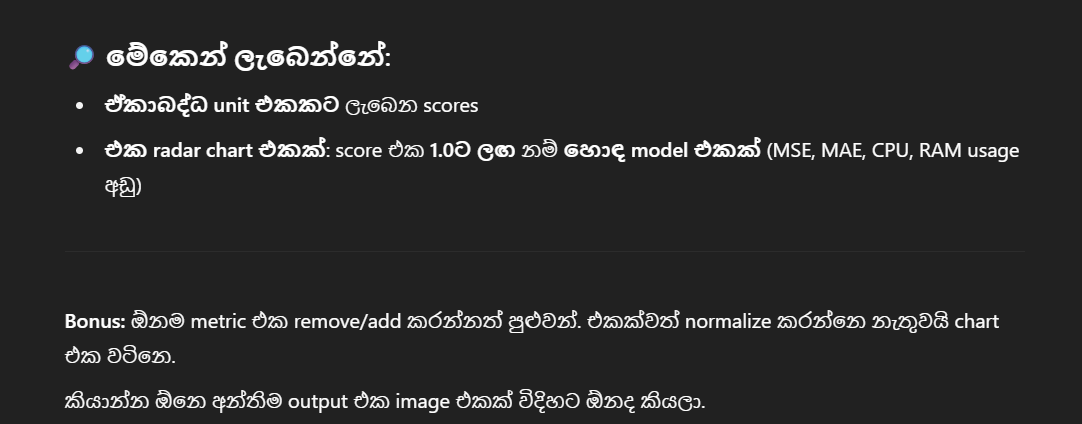 🔎 මේකෙන් ලැබෙන්නේ:
• ඒකාබද්ධ unit එකකට ලැබෙන scores
• එක radar chart එකක්: score එක 1.0ට ලඟ නම් හොඳ model එකක් (MSE, MAE, CPU, RAM usage
අඩු)
Bonus: ඕනම metric එක remove/add කරන්නත් පුළුවන්. එකක්වත් normalize කරන්නෙ නැතුවයි chart
එක වටිනෙ.
කියාන්න ඕනෙ අන්තිම output එක image එකක් විදිහට ඕනද කියලා.